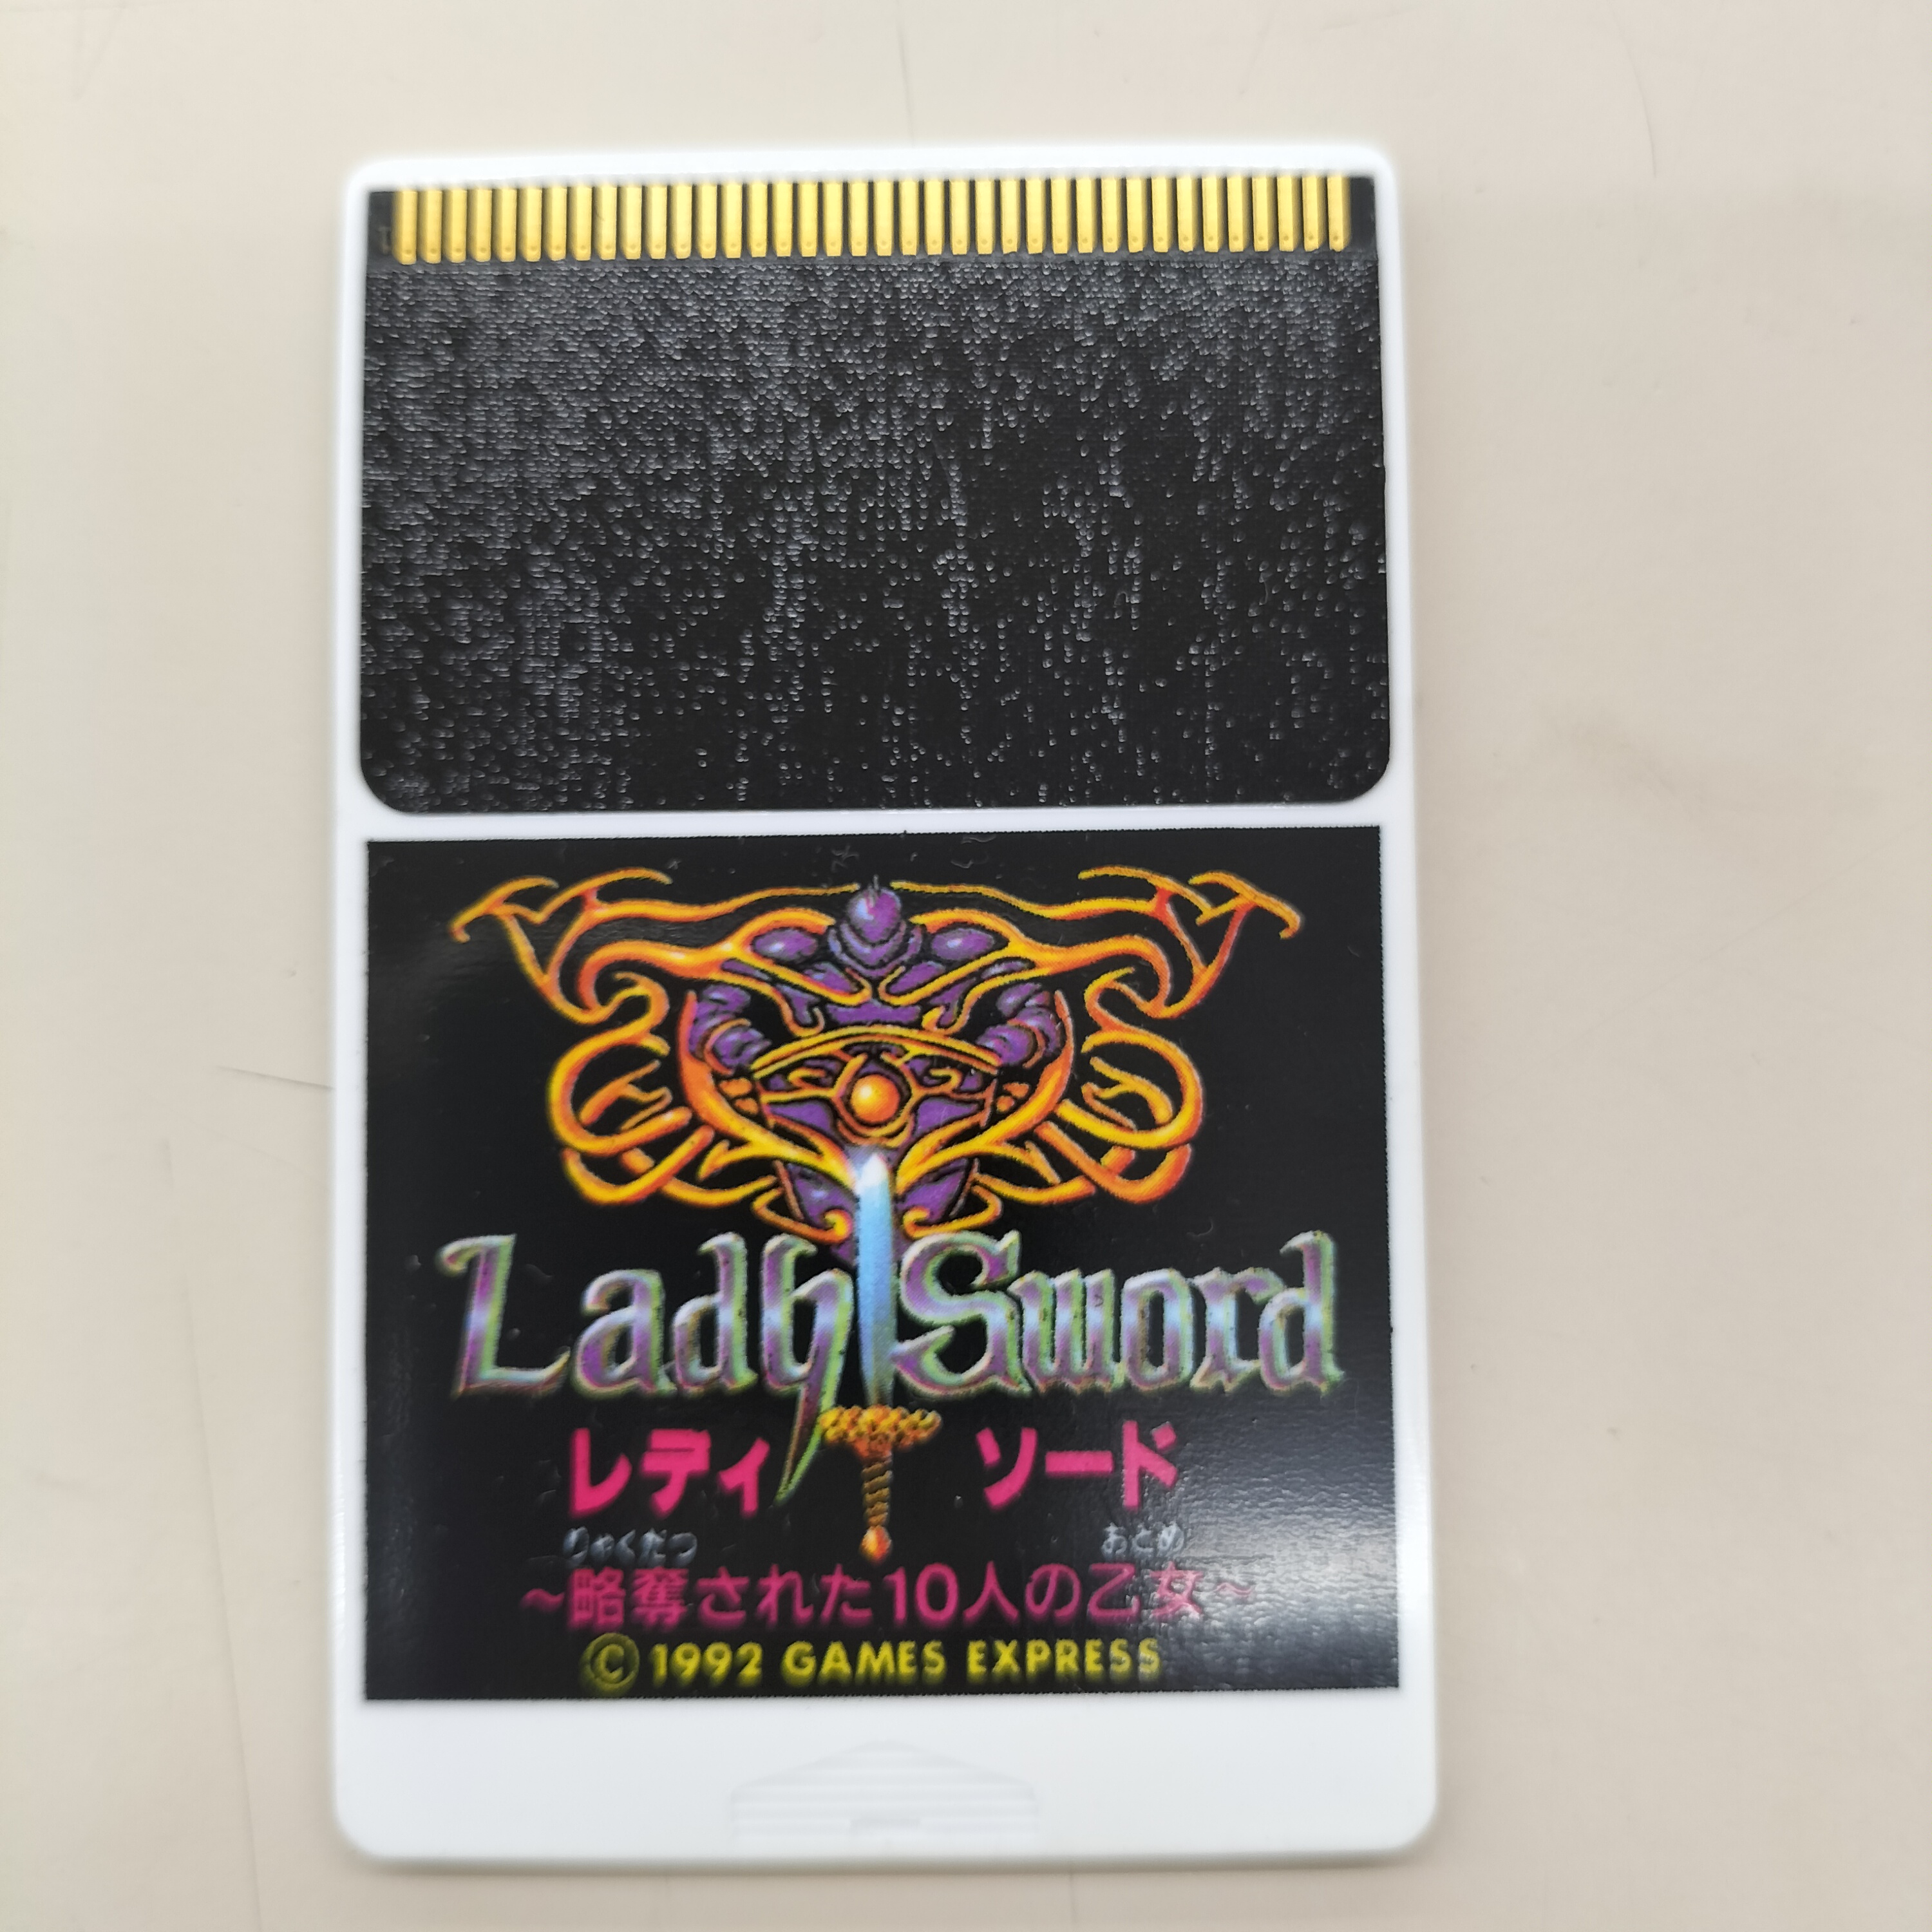 Lady Sword
レディ ソード
りゃくだつ おとめ
~略奪された10人の乙女~
© 1992 GAMES EXPRESS